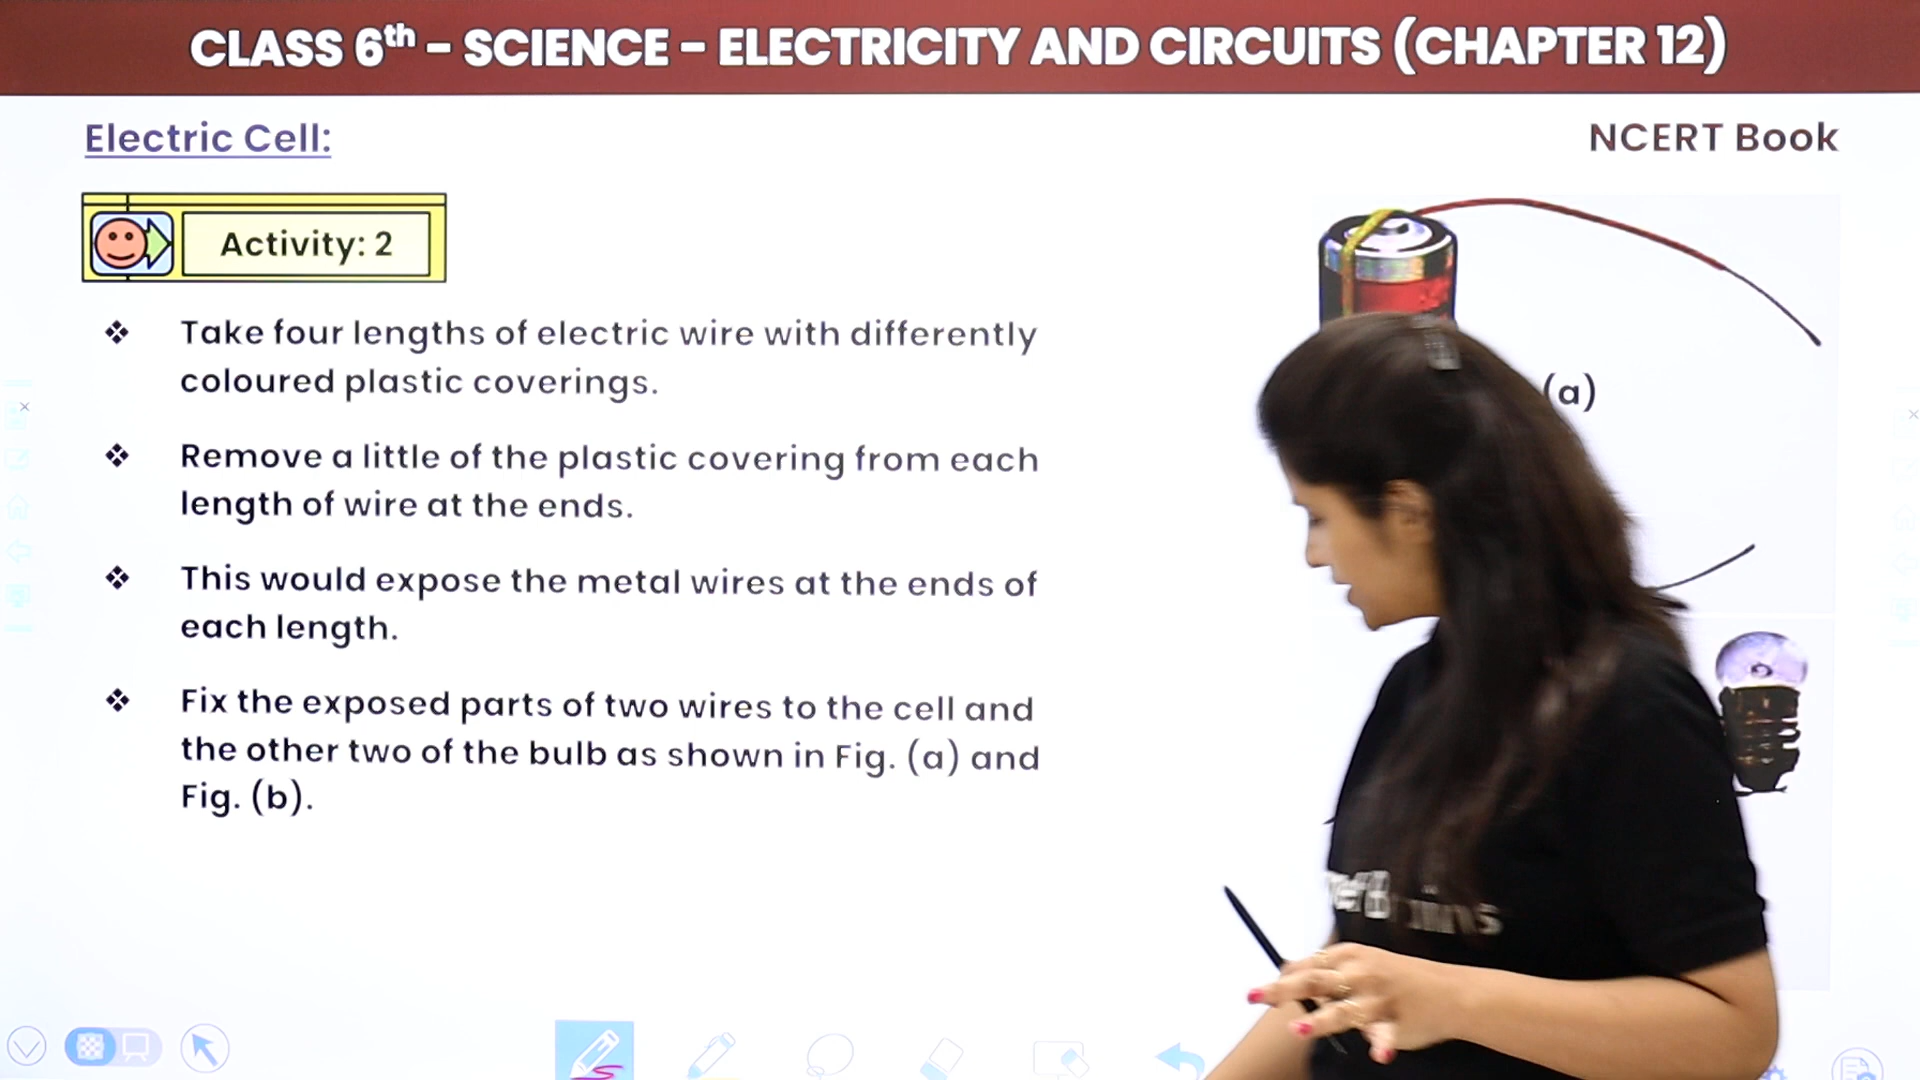 CLASS 6th – SCIENCE – ELECTRICITY AND CIRCUITS (CHAPTER 12)
Electric Cell:
NCERT Book
Activity: 2
❖ Take four lengths of electric wire with differently
coloured plastic coverings.
(a)
❖ Remove a little of the plastic covering from each
length of wire at the ends.
❖ This would expose the metal wires at the ends of
each length.
❖ Fix the exposed parts of two wires to the cell and
the other two of the bulb as shown in Fig. (a) and
Fig. (b).